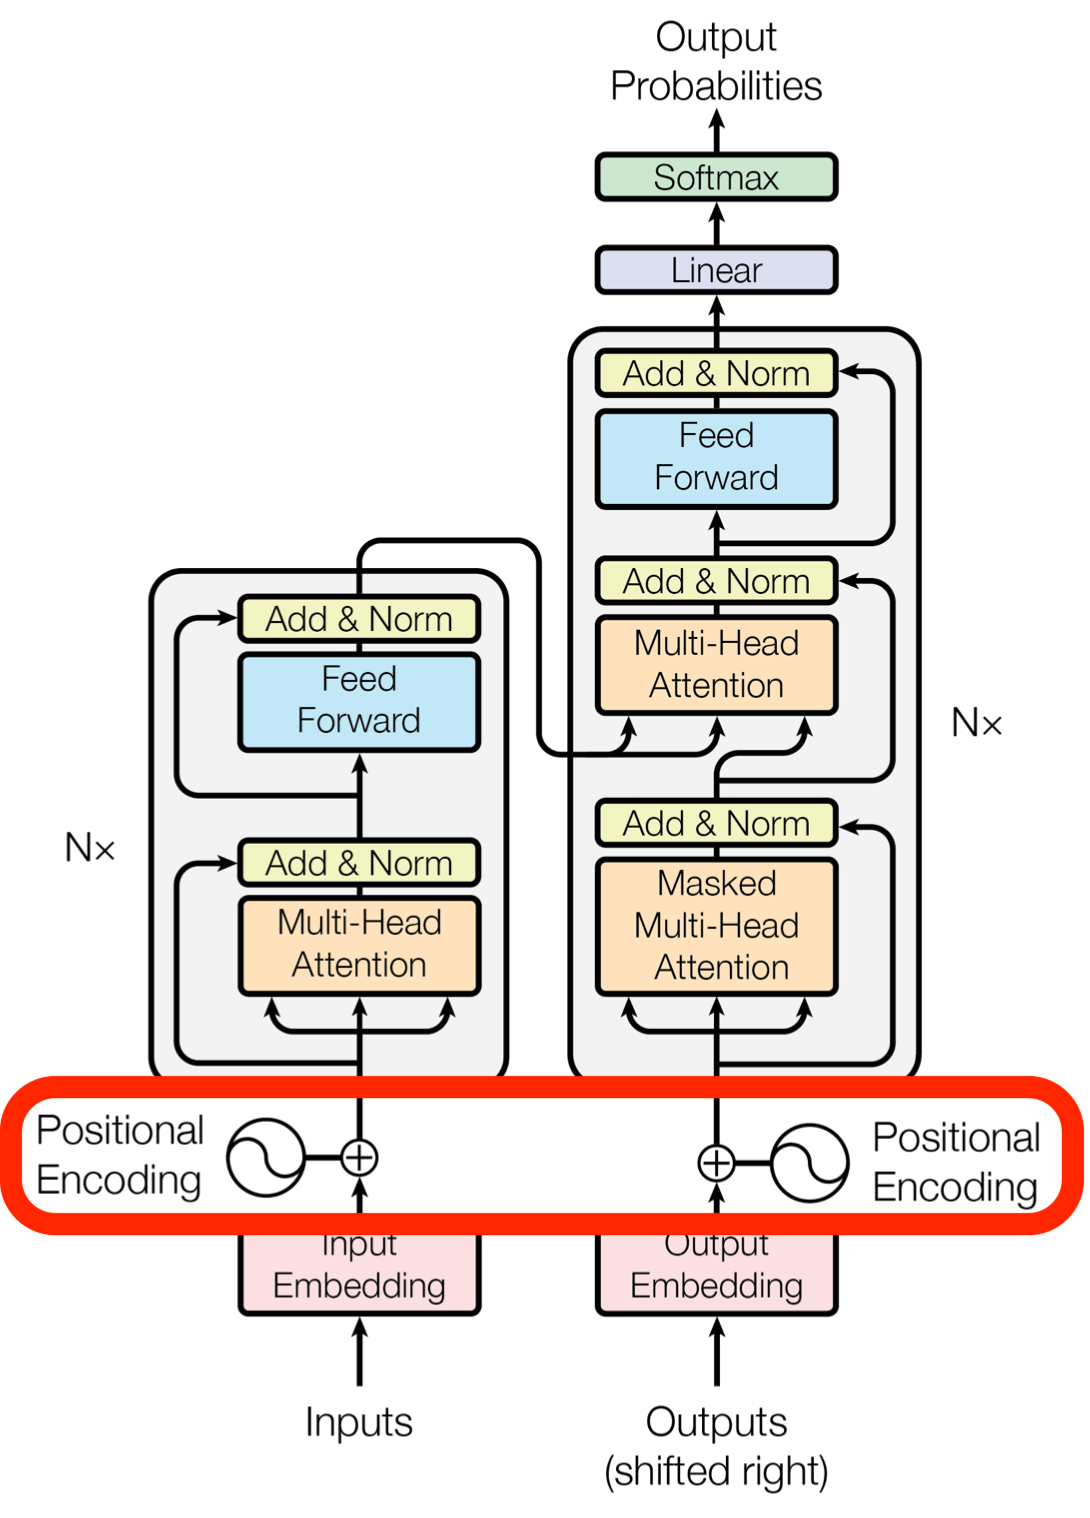 Output
Probabilities
Softmax
Linear
Add & Norm
Feed
Forward
Add & Norm
Multi-Head
Attention
Nx
Add & Norm
Masked
Multi-Head
Attention
Add & Norm
Feed
Forward
Nx
Add & Norm
Multi-Head
Attention
Positional
Encoding
Positional
Encoding
Input
Embedding
Output
Embedding
Inputs
Outputs
(shifted right)